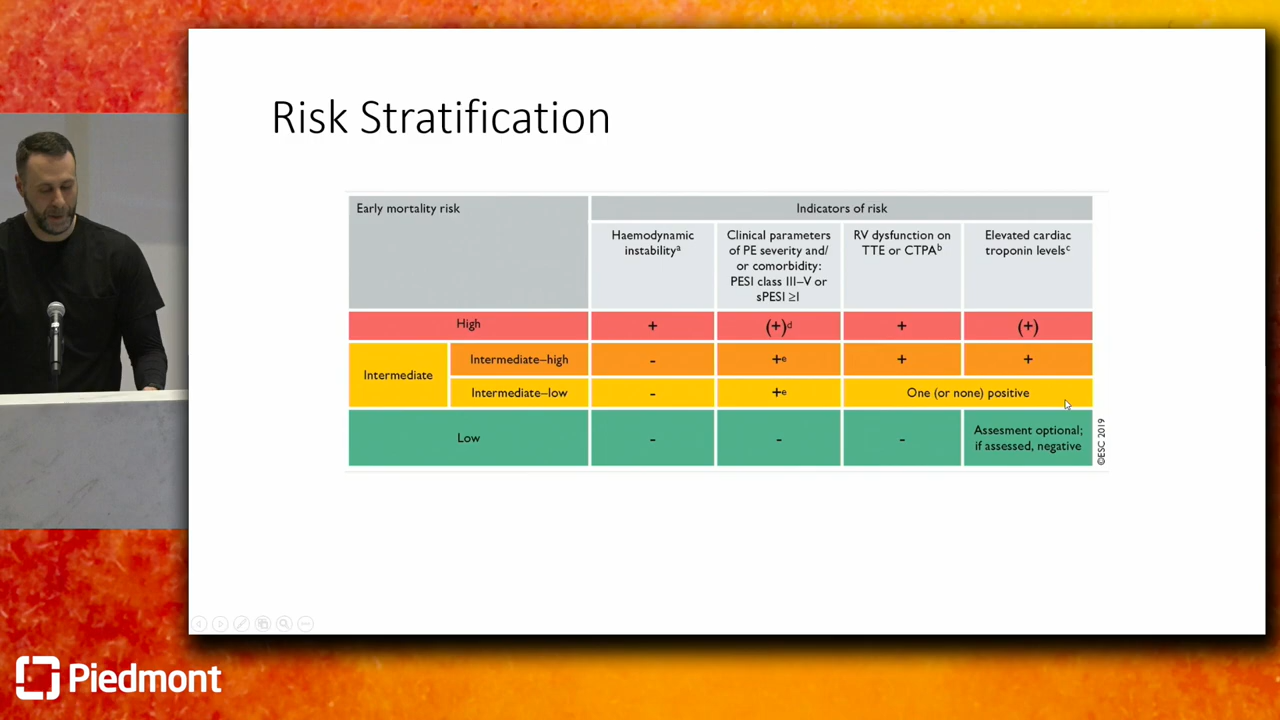 Risk Stratification
Early mortality risk
Indicators of risk
Haemodynamic
instabilityᵃ
Clinical parameters
of PE severity and/
or comorbidity:
PESI class III–V or
sPESI ≥I
RV dysfunction on
TTE or CTPAᵇ
Elevated cardiac
troponin levelsᶜ
High
+
(+)ᵈ
+
(+)
Intermediate
Intermediate–high
-
+ᵉ
+
+
Intermediate–low
-
+ᵉ
One (or none) positive
Low
-
-
-
Assesment optional;
if assessed, negative
©ESC 2019
Piedmont